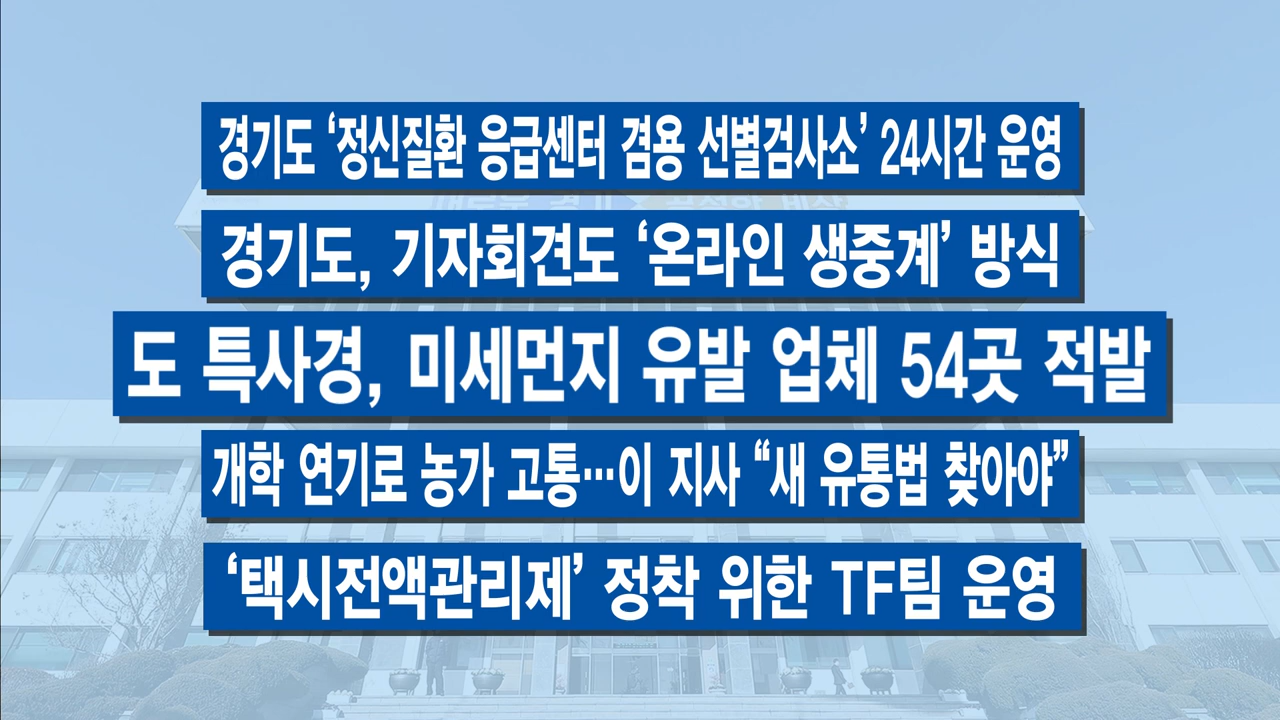 경기도 ‘정신질환 응급센터 겸용 선별검사소’ 24시간 운영
경기도, 기자회견도 ‘온라인 생중계’ 방식
도 특사경, 미세먼지 유발 업체 54곳 적발
개학 연기로 농가 고통…이 지사 “새 유통법 찾아야”
‘택시전액관리제’ 정착 위한 TF팀 운영